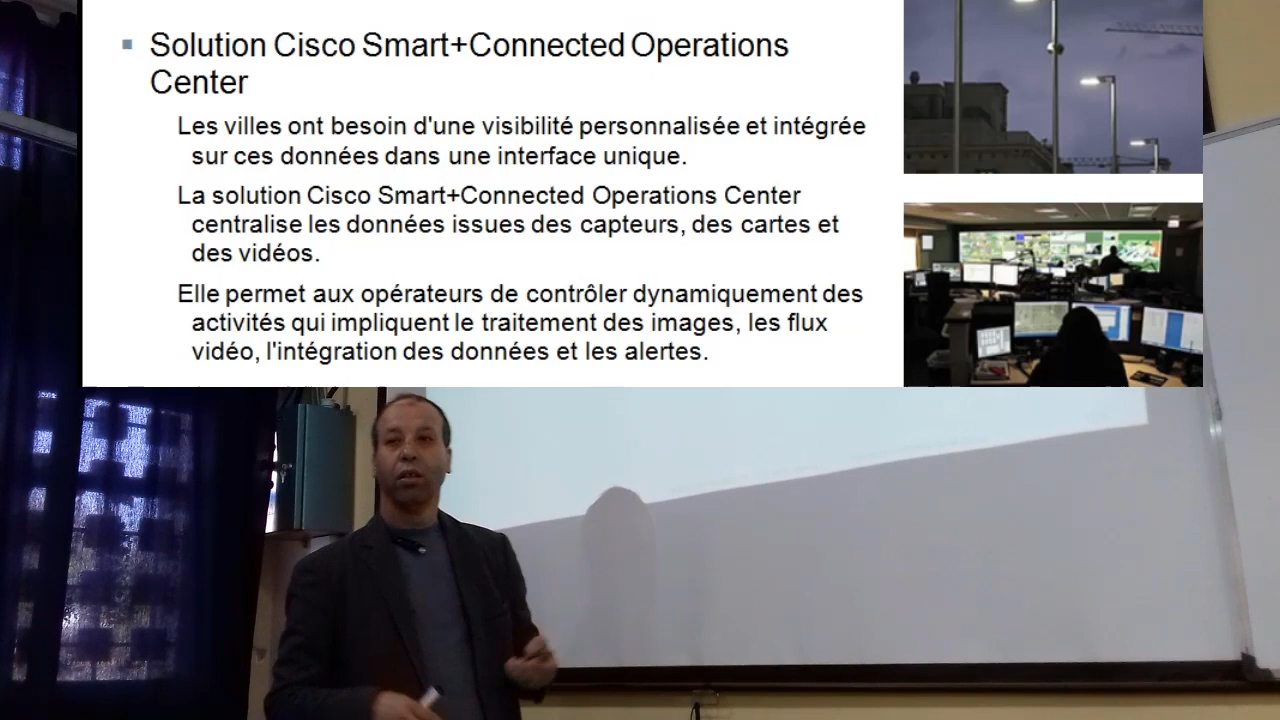 Solution Cisco Smart+Connected Operations
Center
Les villes ont besoin d'une visibilité personnalisée et intégrée
sur ces données dans une interface unique.
La solution Cisco Smart+Connected Operations Center
centralise les données issues des capteurs, des cartes et
des vidéos.
Elle permet aux opérateurs de contrôler dynamiquement des
activités qui impliquent le traitement des images, les flux
vidéo, l'intégration des données et les alertes.